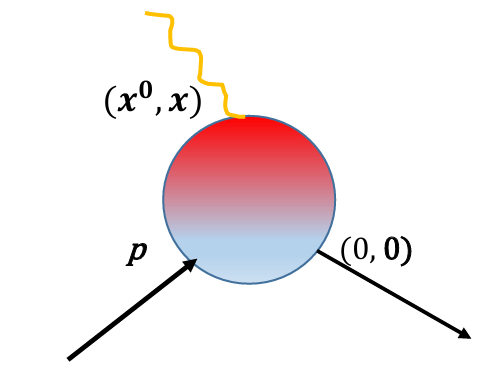 (x⁰, x)
p
(0, 0)